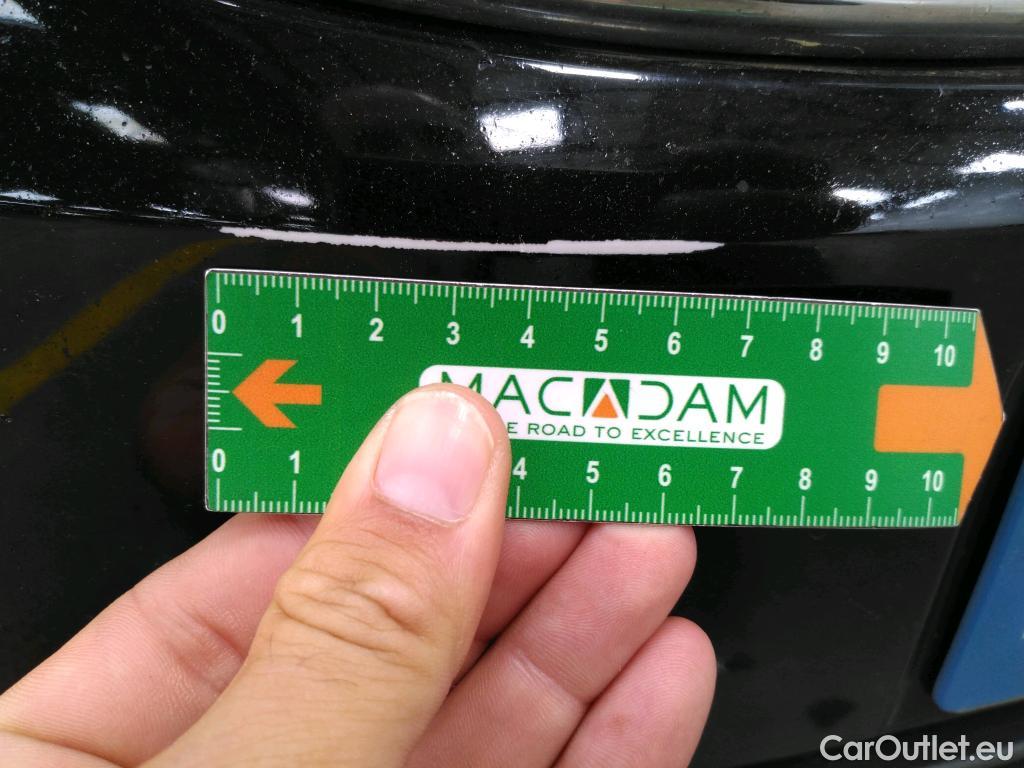 0 1 2 3 4 5 6 7 8 9 10
MACADAM
E ROAD TO EXCELLENCE
0 1 4 5 6 7 8 9 10
CarOutlet.eu